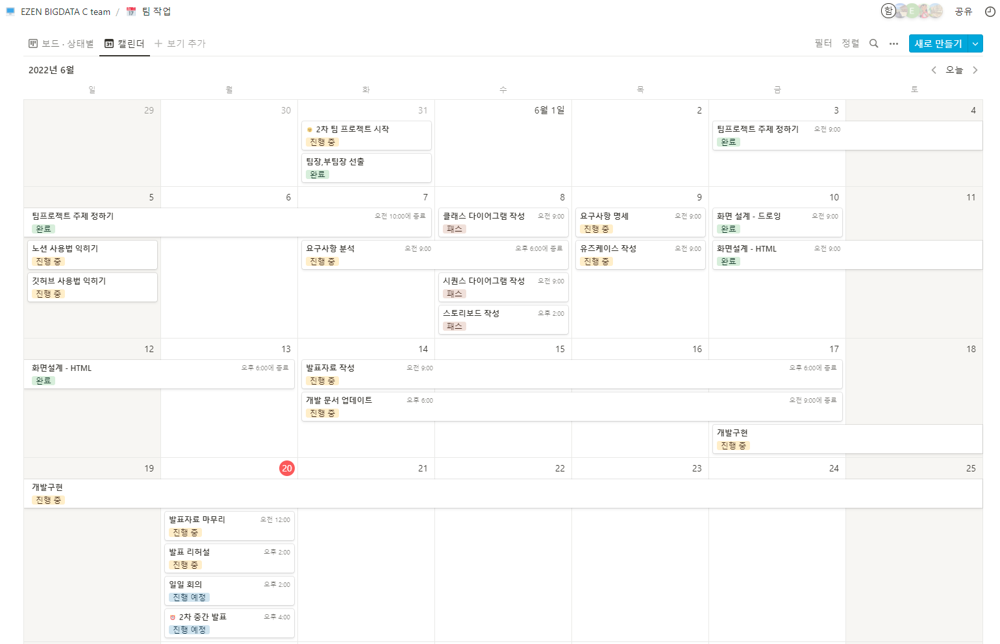 EZEN BIGDATA C team / 팀 작업
함 E 공유
보드 · 상태별 캘린더 보기 추가 필터 정렬 새로 만들기
2022년 6월 오늘
일 월 화 수 목 금 토
29 30 31 6월 1일 2 3 4
2차 팀 프로젝트 시작
진행 중
팀장,부팀장 선출
완료
팀프로젝트 주제 정하기 오전 9:00
완료
5 6 7 8 9 10 11
팀프로젝트 주제 정하기 오전 10:00에 종료
완료
클래스 다이어그램 작성 오전 9:00
패스
요구사항 명세 오전 9:00
진행 중
화면 설계 - 드로잉 오전 9:00
완료
노션 사용법 익히기
진행 중
요구사항 분석 오전 9:00 오후 6:00에 종료
진행 중
유즈케이스 작성 오전 9:00
진행 중
화면설계 - HTML 오전 9:00
완료
깃허브 사용법 익히기
진행 중
시퀀스 다이어그램 작성 오전 9:00
패스
스토리보드 작성 오후 2:00
패스
12 13 14 15 16 17 18
화면설계 - HTML 오후 6:00에 종료
완료
발표자료 작성 오전 9:00 오후 6:00에 종료
진행 중
개발 문서 업데이트 오후 6:00 오전 9:00에 종료
진행 중
개발구현
진행 중
19 20 21 22 23 24 25
개발구현
진행 중
발표자료 마무리 오전 12:00
진행 중
발표 리허설 오후 2:00
진행 중
일일 회의 오후 2:00
진행 예정
2차 중간 발표 오후 4:00
진행 예정